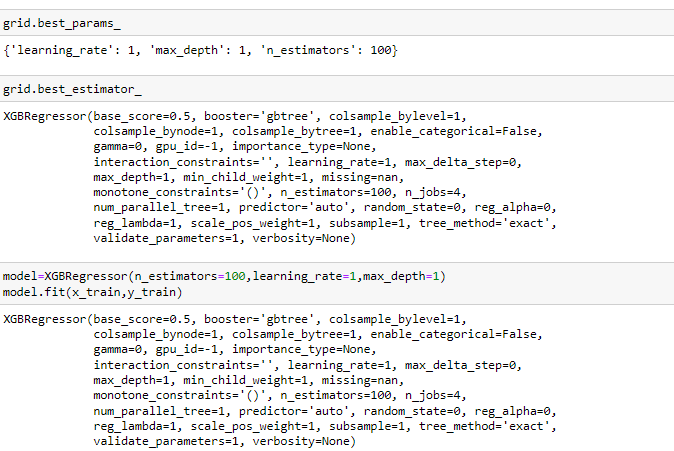 grid.best_params_
{'learning_rate': 1, 'max_depth': 1, 'n_estimators': 100}
grid.best_estimator_
XGBRegressor(base_score=0.5, booster='gbtree', colsample_bylevel=1,
colsample_bynode=1, colsample_bytree=1, enable_categorical=False,
gamma=0, gpu_id=-1, importance_type=None,
interaction_constraints='', learning_rate=1, max_delta_step=0,
max_depth=1, min_child_weight=1, missing=nan,
monotone_constraints='()', n_estimators=100, n_jobs=4,
num_parallel_tree=1, predictor='auto', random_state=0, reg_alpha=0,
reg_lambda=1, scale_pos_weight=1, subsample=1, tree_method='exact',
validate_parameters=1, verbosity=None)
model=XGBRegressor(n_estimators=100,learning_rate=1,max_depth=1)
model.fit(x_train,y_train)
XGBRegressor(base_score=0.5, booster='gbtree', colsample_bylevel=1,
colsample_bynode=1, colsample_bytree=1, enable_categorical=False,
gamma=0, gpu_id=-1, importance_type=None,
interaction_constraints='', learning_rate=1, max_delta_step=0,
max_depth=1, min_child_weight=1, missing=nan,
monotone_constraints='()', n_estimators=100, n_jobs=4,
num_parallel_tree=1, predictor='auto', random_state=0, reg_alpha=0,
reg_lambda=1, scale_pos_weight=1, subsample=1, tree_method='exact',
validate_parameters=1, verbosity=None)